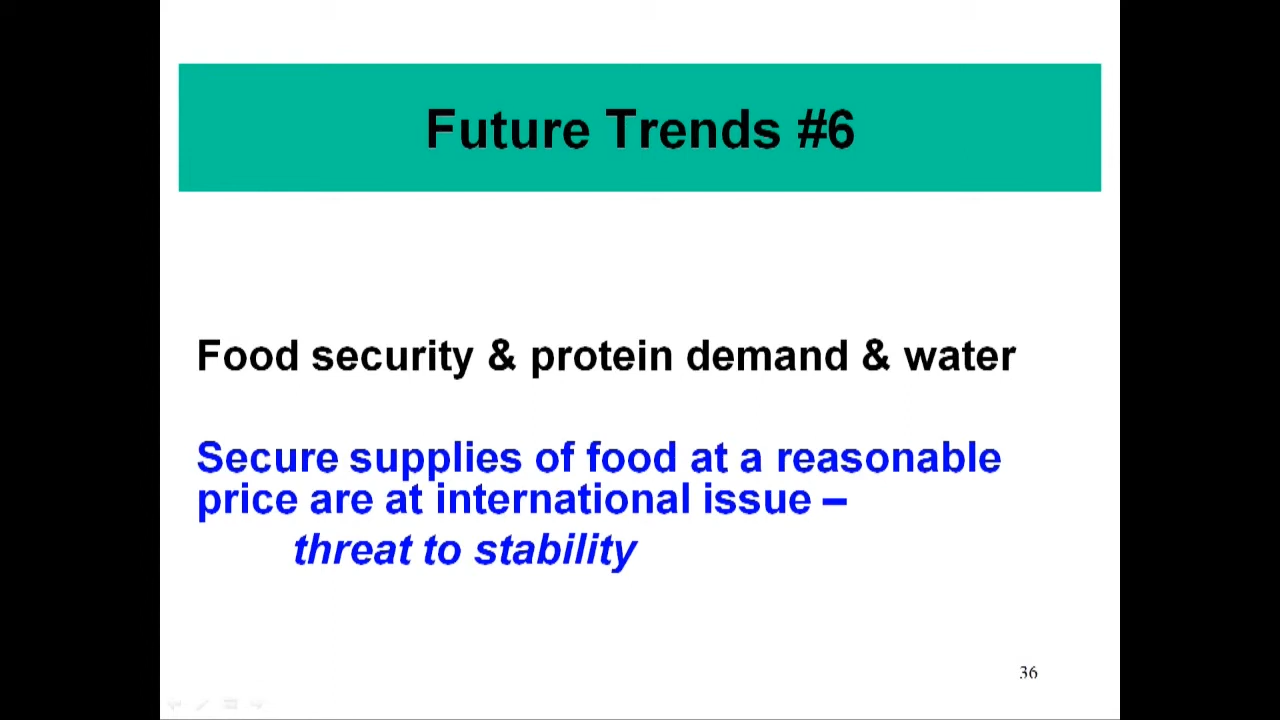 Future Trends #6
Food security & protein demand & water
Secure supplies of food at a reasonable
price are at international issue –
threat to stability
36